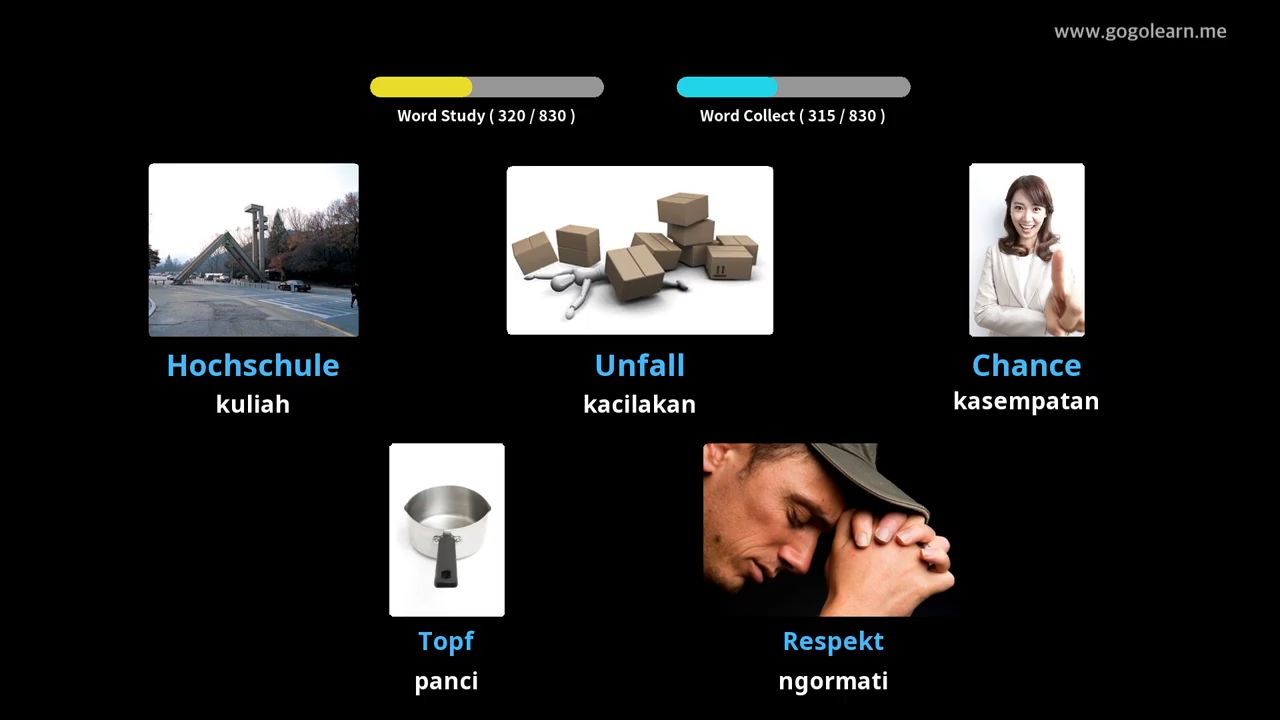 www.gogolearn.me
Word Study ( 320 / 830 )
Word Collect ( 315 / 830 )
Hochschule
kuliah
Unfall
kacilakan
Chance
kasempatan
Topf
panci
Respekt
ngormati